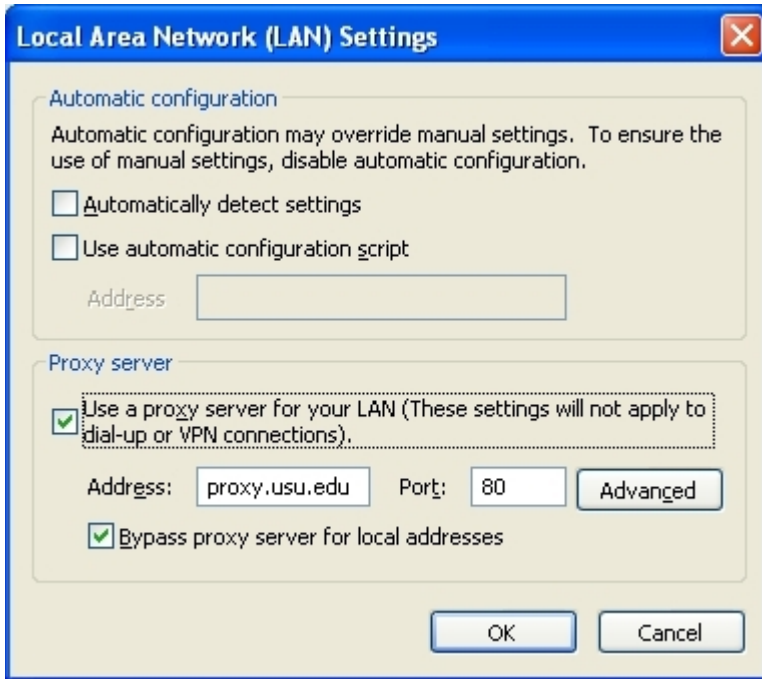 Local Area Network (LAN) Settings
Automatic configuration
Automatic configuration may override manual settings. To ensure the
use of manual settings, disable automatic configuration.
Automatically detect settings
Use automatic configuration script
Address
Proxy server
Use a proxy server for your LAN (These settings will not apply to
dial-up or VPN connections).
Address: proxy.usu.edu Port: 80 Advanced
Bypass proxy server for local addresses
OK Cancel